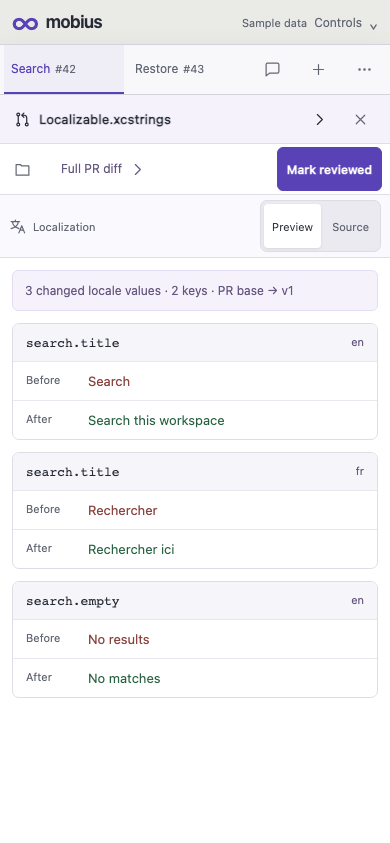 mobius
Sample data Controls
Search #42 Restore #43
Localizable.xcstrings
Full PR diff
Mark reviewed
Localization
Preview Source
3 changed locale values · 2 keys · PR base → v1
search.title en
Before Search
After Search this workspace
search.title fr
Before Rechercher
After Rechercher ici
search.empty en
Before No results
After No matches